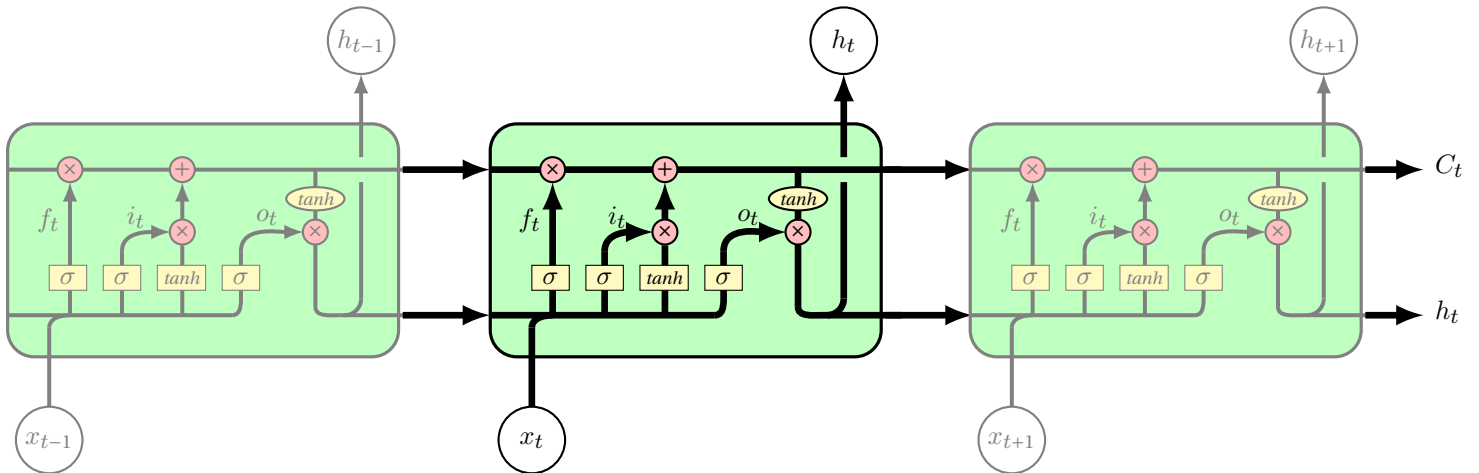 h_{t-1} h_t h_{t+1}
× + × + × + C_t
tanh tanh tanh
f_t i_t o_t f_t i_t o_t f_t i_t o_t
× × × × × ×
σ σ tanh σ σ σ tanh σ σ σ tanh σ
h_t
x_{t-1} x_t x_{t+1}